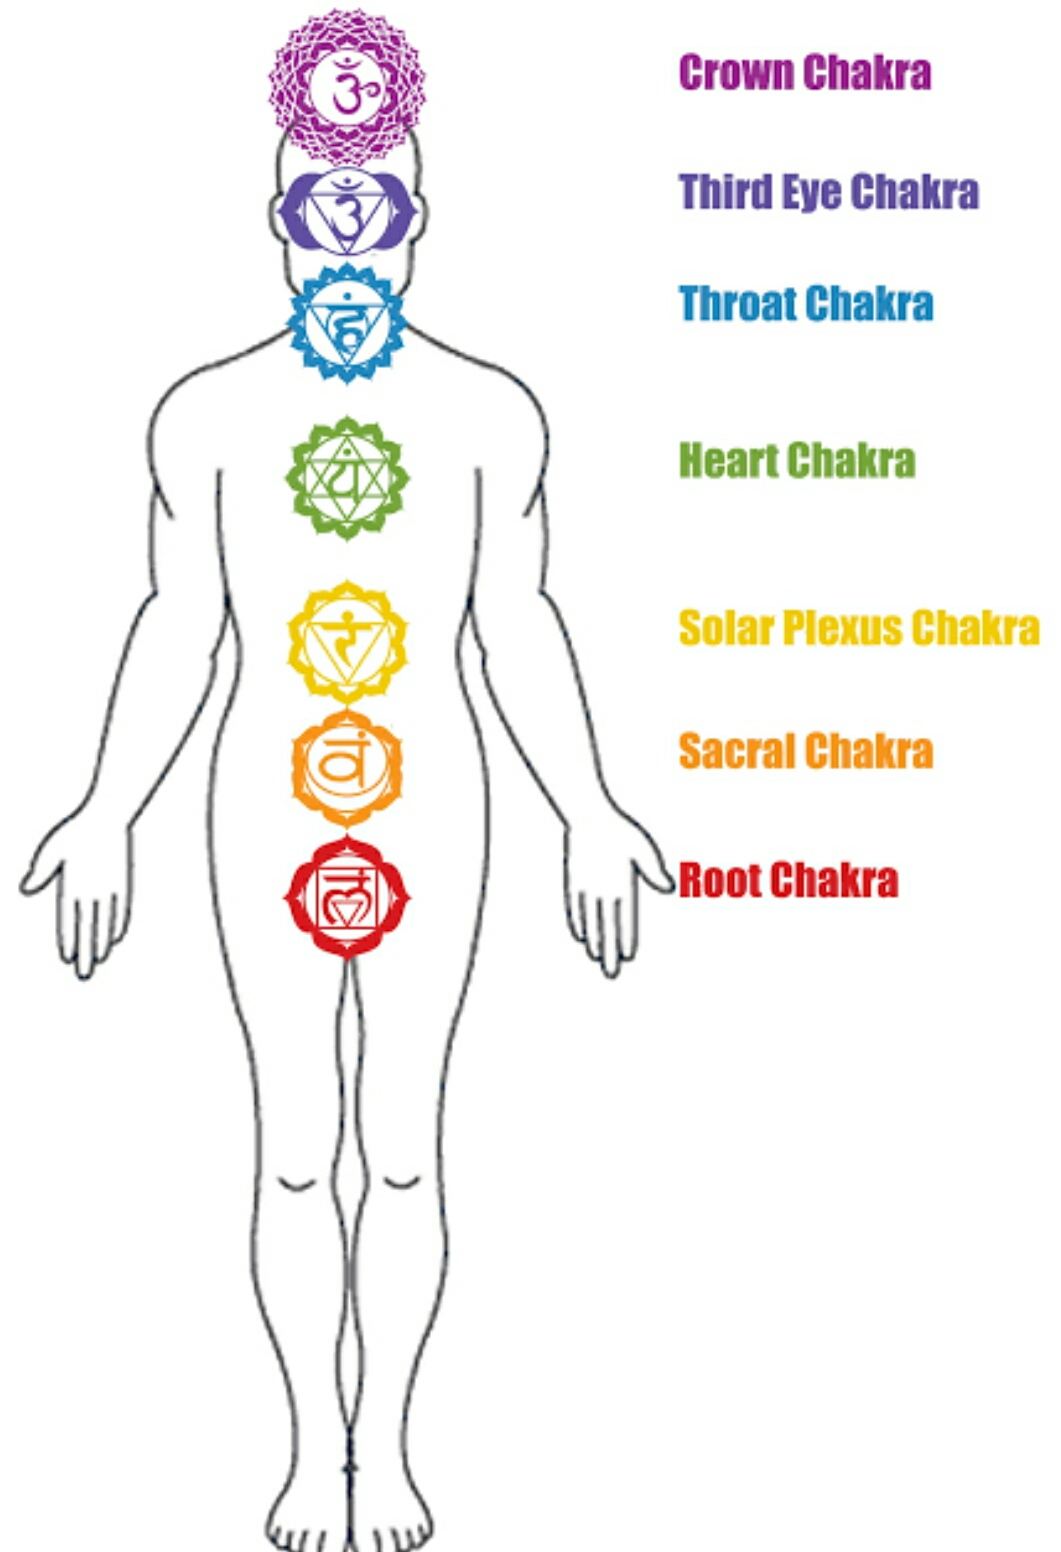 ॐ
Crown Chakra
ॐ
Third Eye Chakra
हं
Throat Chakra
यं
Heart Chakra
रं
Solar Plexus Chakra
वं
Sacral Chakra
लं
Root Chakra